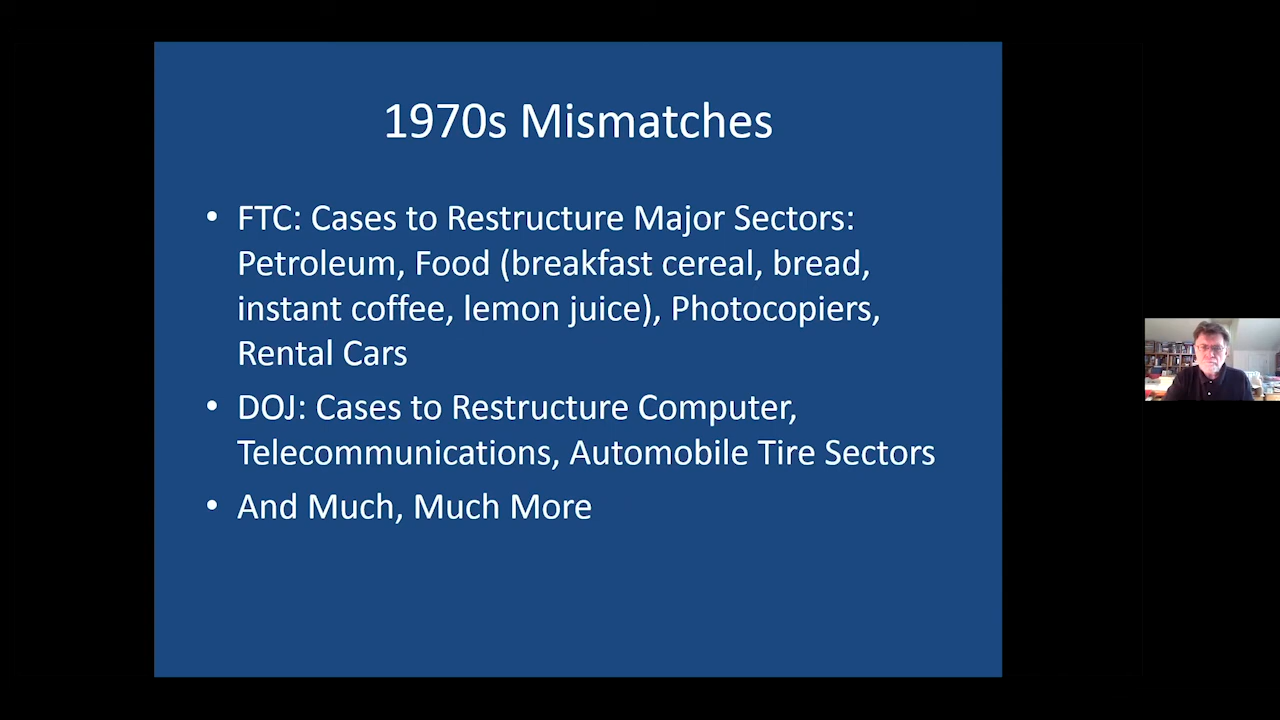 1970s Mismatches
• FTC: Cases to Restructure Major Sectors:
Petroleum, Food (breakfast cereal, bread,
instant coffee, lemon juice), Photocopiers,
Rental Cars
• DOJ: Cases to Restructure Computer,
Telecommunications, Automobile Tire Sectors
• And Much, Much More